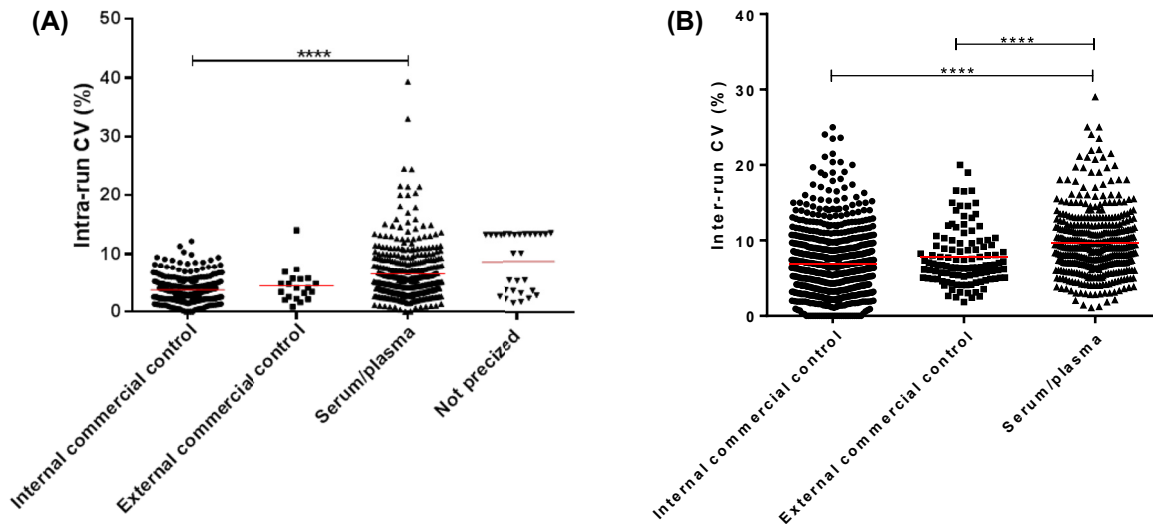 (A)
Intra-run CV (%)
50
40
30
20
10
0
****
Internal commercial control
External commercial control
Serum/plasma
Not precized
(B)
Inter-run CV (%)
40
30
20
10
0
****
****
Internal commercial control
External commercial control
Serum/plasma